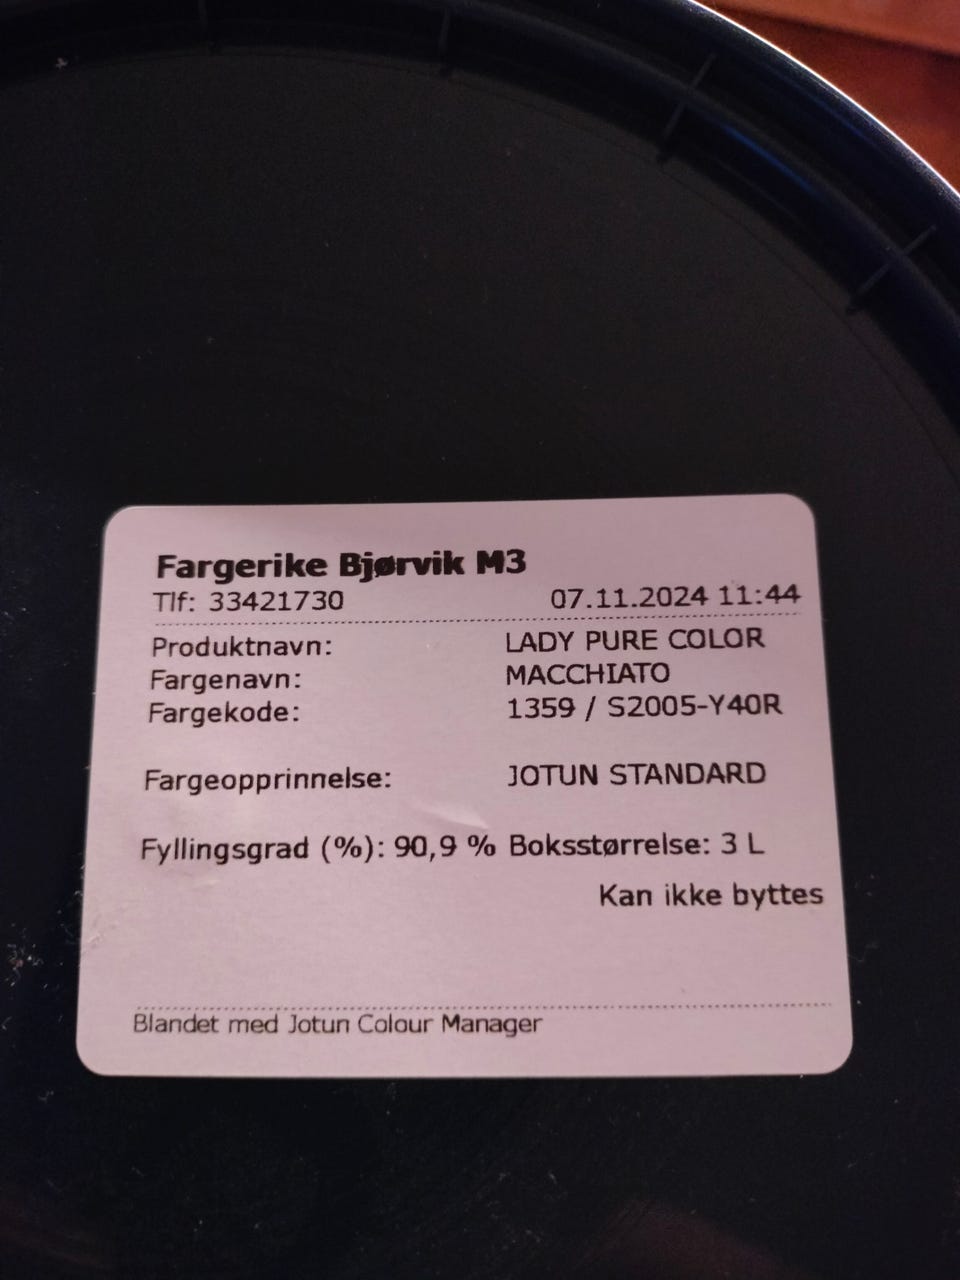 Fargerike Bjørvik M3
Tlf: 33421730 07.11.2024 11:44
Produktnavn: LADY PURE COLOR
Fargenavn: MACCHIATO
Fargekode: 1359 / S2005-Y40R
Fargeopprinnelse: JOTUN STANDARD
Fyllingsgrad (%): 90,9 % Boksstørrelse: 3 L
Kan ikke byttes
Blandet med Jotun Colour Manager